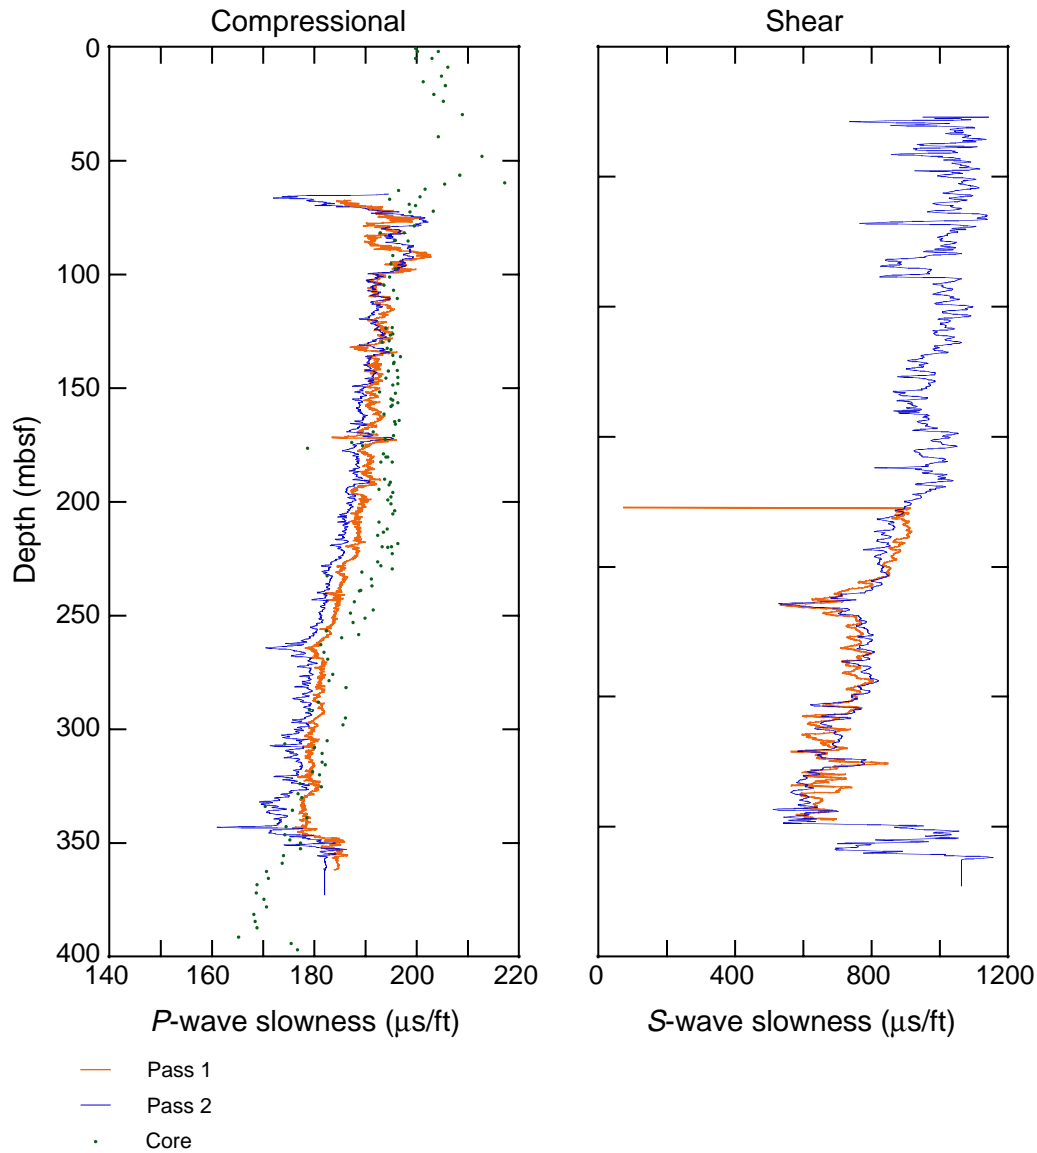 Compressional
Shear
0
50
100
150
200
250
300
350
400
Depth (mbsf)
140 160 180 200 220
0 400 800 1200
P-wave slowness (μs/ft)
S-wave slowness (μs/ft)
Pass 1
Pass 2
Core